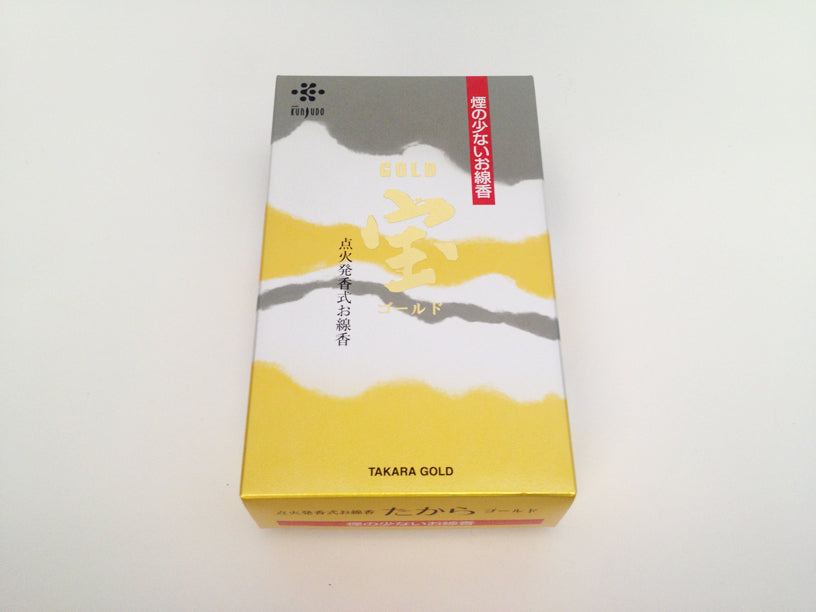 KUNJUDO
煙の少ないお線香
GOLD
宝
ゴールド
点火発香式お線香
TAKARA GOLD
点火発香式お線香 たから ゴールド
煙の少ないお線香